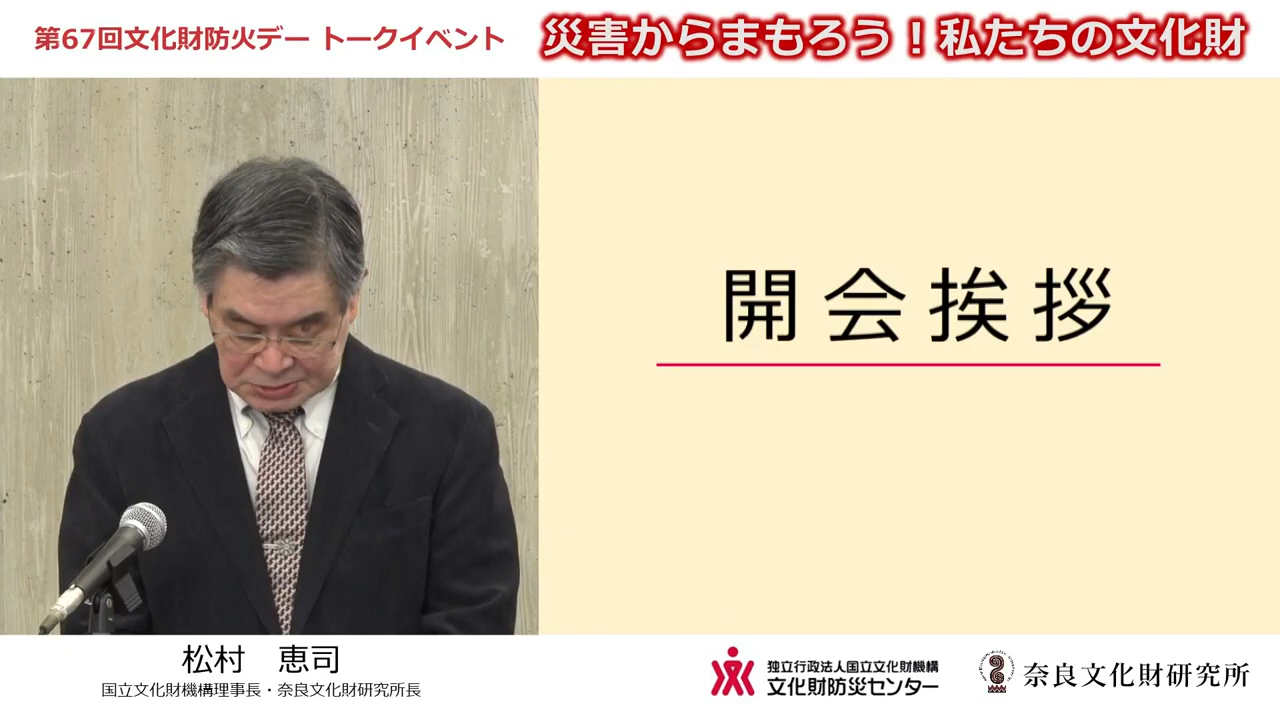 第67回文化財防火デー トークイベント 災害からまもろう！私たちの文化財
開会挨拶
松村　恵司
国立文化財機構理事長・奈良文化財研究所長
独立行政法人国立文化財機構
文化財防災センター
奈良文化財研究所